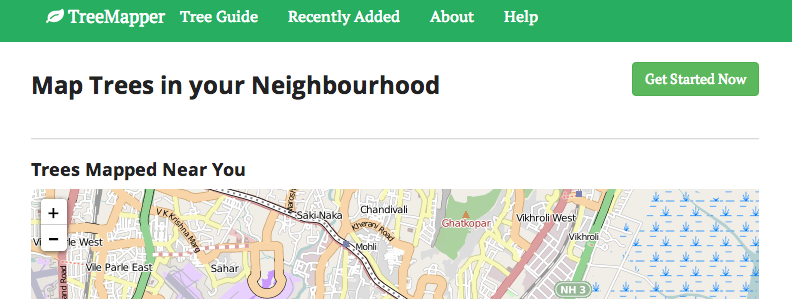 TreeMapper Tree Guide Recently Added About Help
Map Trees in your Neighbourhood
Get Started Now
Trees Mapped Near You
+
−
V K Krishna Marg
Saki-Naka
Chandivali
Kherani Road
Mohli
Ghatkopar
Vikhroli West
Vikhroli
Parle West
Vile Parle East
Sahar
NH 3